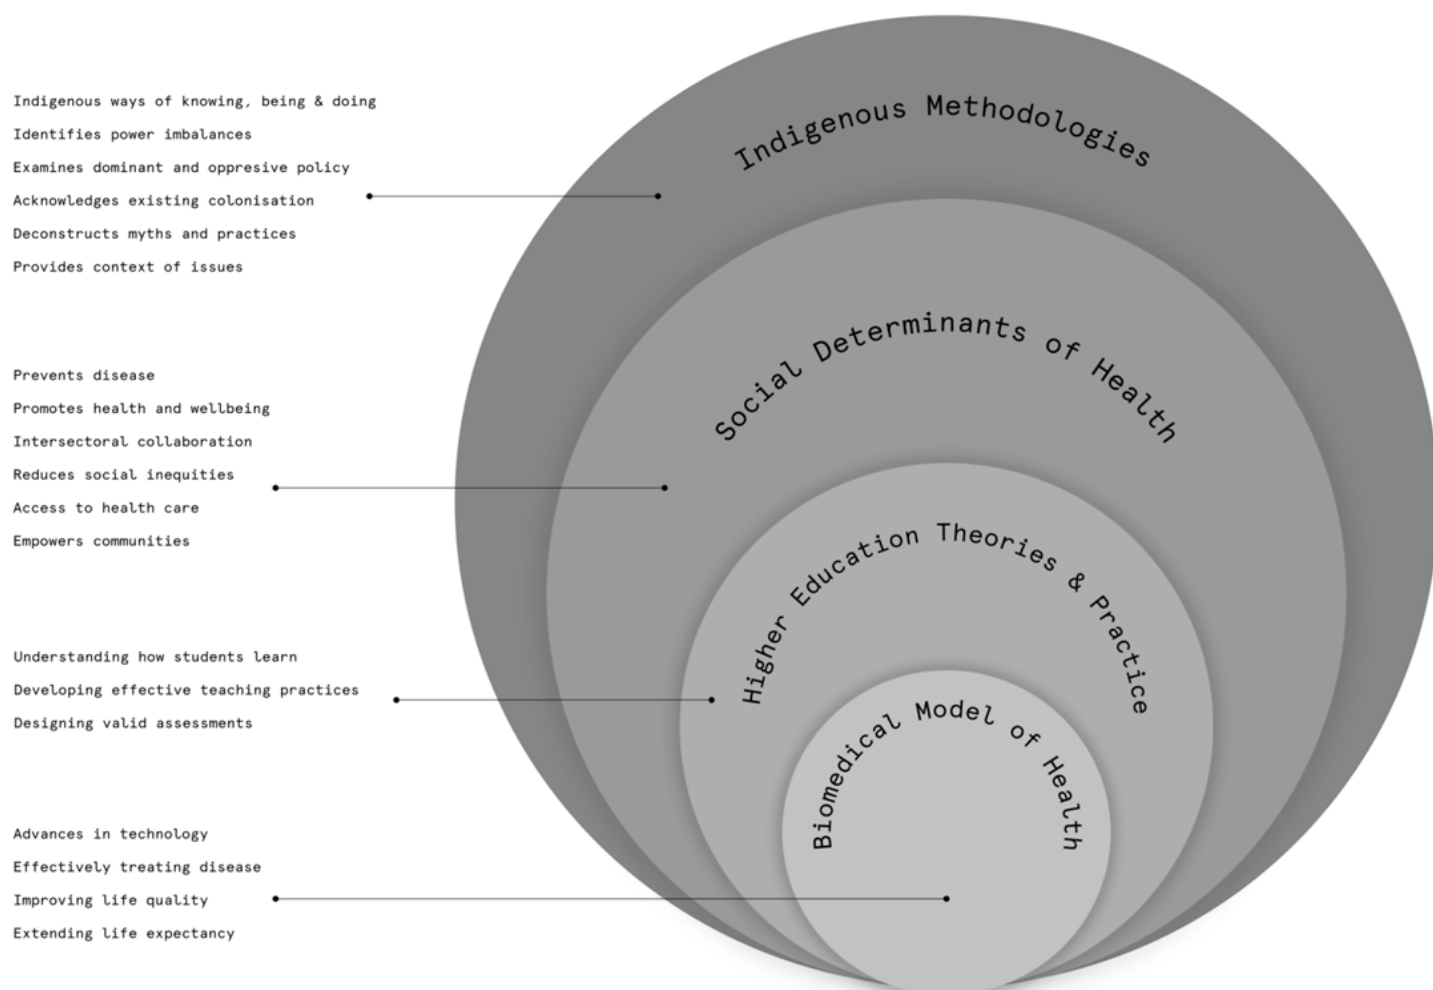 Indigenous ways of knowing, being & doing
Identifies power imbalances
Examines dominant and oppresive policy
Acknowledges existing colonisation
Deconstructs myths and practices
Provides context of issues
Indigenous Methodologies
Prevents disease
Promotes health and wellbeing
Intersectoral collaboration
Reduces social inequities
Access to health care
Empowers communities
Social Determinants of Health
Understanding how students learn
Developing effective teaching practices
Designing valid assessments
Higher Education Theories & Practice
Advances in technology
Effectively treating disease
Improving life quality
Extending life expectancy
Biomedical Model of Health